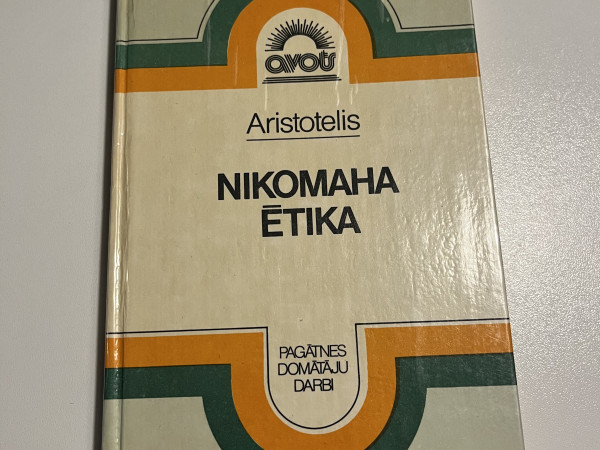 avots
Aristotelis
NIKOMAHA
ĒTIKA
PAGĀTNES
DOMĀTĀJU
DARBI